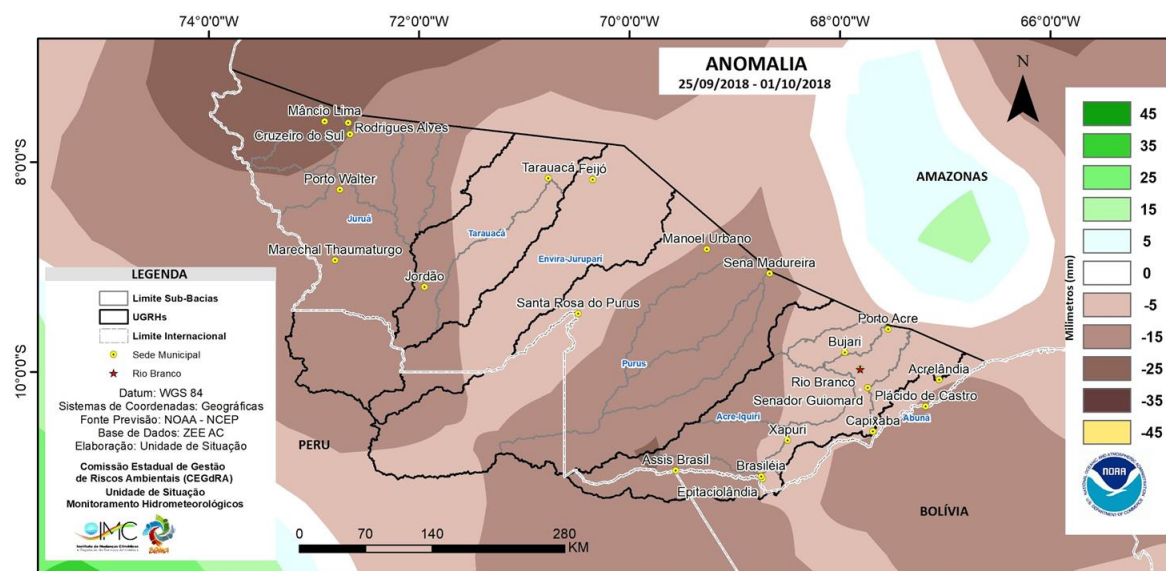 74°0'0"W
72°0'0"W
70°0'0"W
68°0'0"W
66°0'0"W
8°0'0"S
10°0'0"S
ANOMALIA
25/09/2018 - 01/10/2018
N
Mâncio Lima
Cruzeiro do Sul
Rodrigues Alves
Porto Walter
Juruá
Marechal Thaumaturgo
Jordão
Tarauacá
Feijó
Tarauacá
Envira-Jurupari
Santa Rosa do Purus
Manoel Urbano
Sena Madureira
Purus
Porto Acre
Bujari
Rio Branco
Senador Guiomard
Acrelândia
Plácido de Castro
Abunã
Acre-Iquiri
Capixaba
Xapuri
Assis Brasil
Brasiléia
Epitaciolândia
AMAZONAS
PERU
BOLÍVIA
0
70
140
280
KM
Milímetros (mm)
45
35
25
15
5
0
-5
-15
-25
-35
-45
NOAA
LEGENDA
Limite Sub-Bacias
UGRHs
Limite Internacional
Sede Municipal
Rio Branco
Datum: WGS 84
Sistemas de Coordenadas: Geográficas
Fonte Previsão: NOAA - NCEP
Base de Dados: ZEE AC
Elaboração: Unidade de Situação
Comissão Estadual de Gestão
de Riscos Ambientais (CEGdRA)
Unidade de Situação
Monitoramento Hidrometeorológicos
IMC